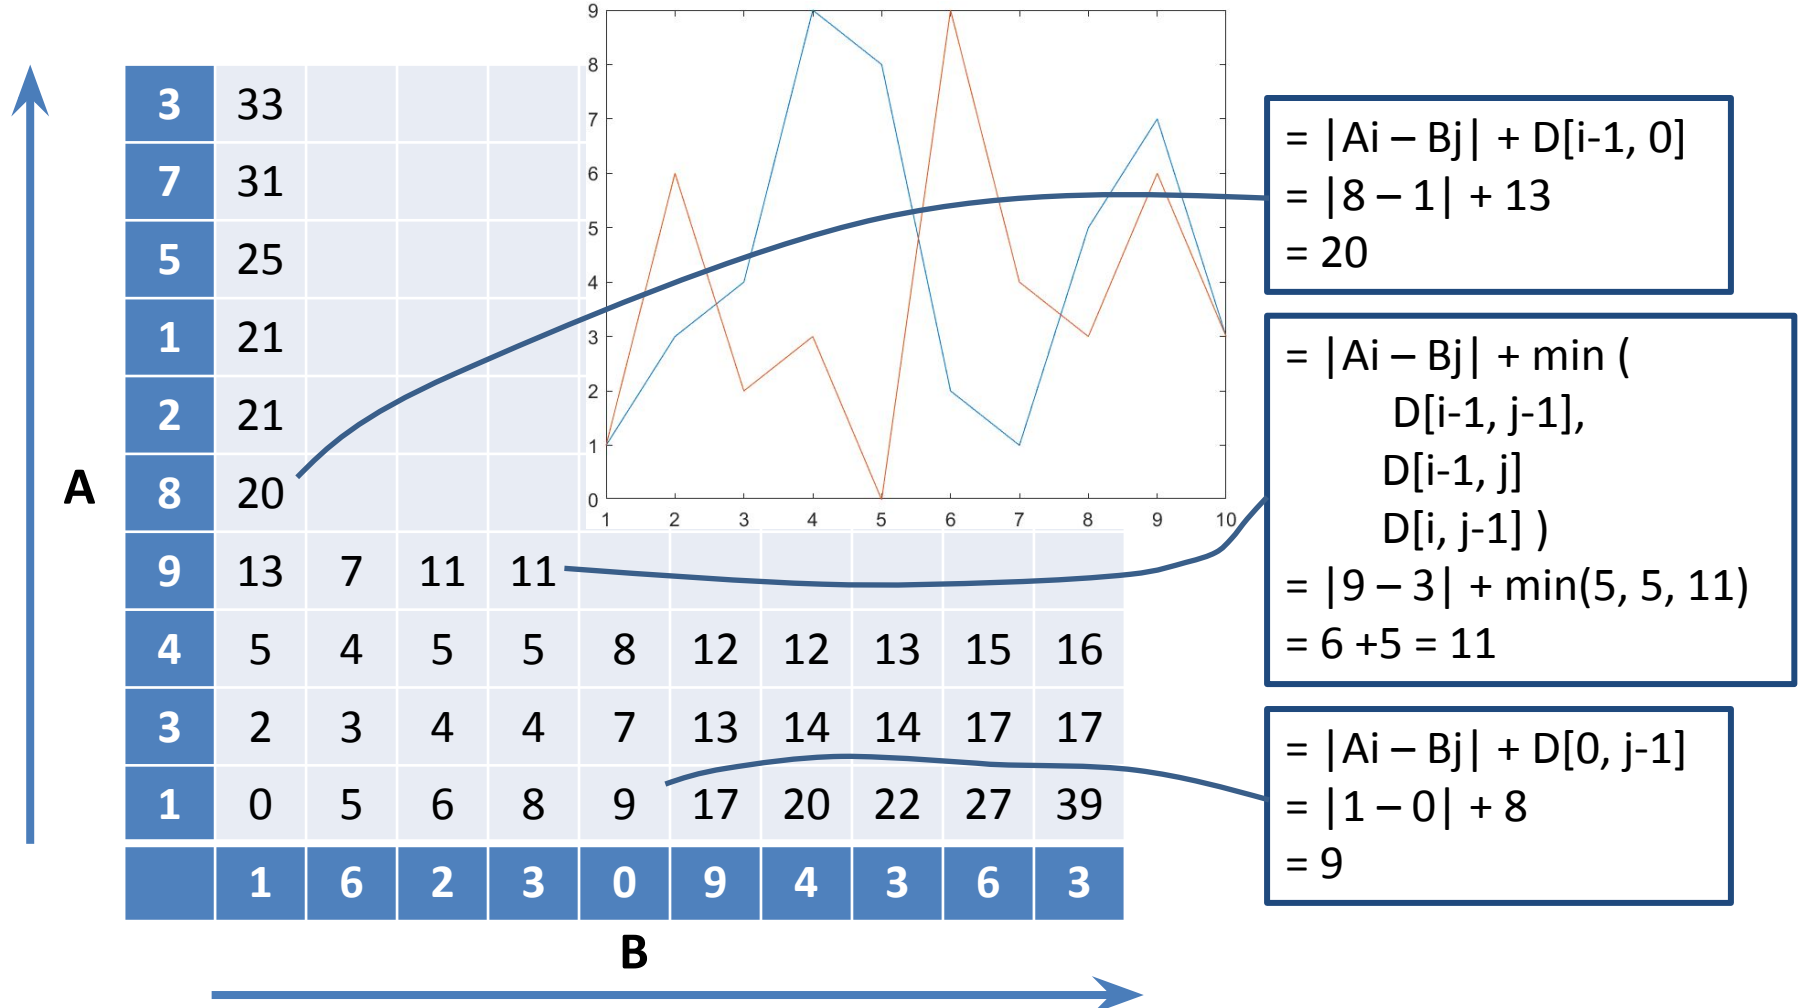 9
8
7
6
5
4
3
2
1
0
1 2 3 4 5 6 7 8 9 10
3 33
7 31
5 25
1 21
2 21
8 20
9 13 7 11 11
4 5 4 5 5 8 12 12 13 15 16
3 2 3 4 4 7 13 14 14 17 17
1 0 5 6 8 9 17 20 22 27 39
1 6 2 3 0 9 4 3 6 3
A
B
= |Ai – Bj| + D[i-1, 0]
= |8 – 1| + 13
= 20
= |Ai – Bj| + min (
D[i-1, j-1],
D[i-1, j]
D[i, j-1] )
= |9 – 3| + min(5, 5, 11)
= 6 +5 = 11
= |Ai – Bj| + D[0, j-1]
= |1 – 0| + 8
= 9